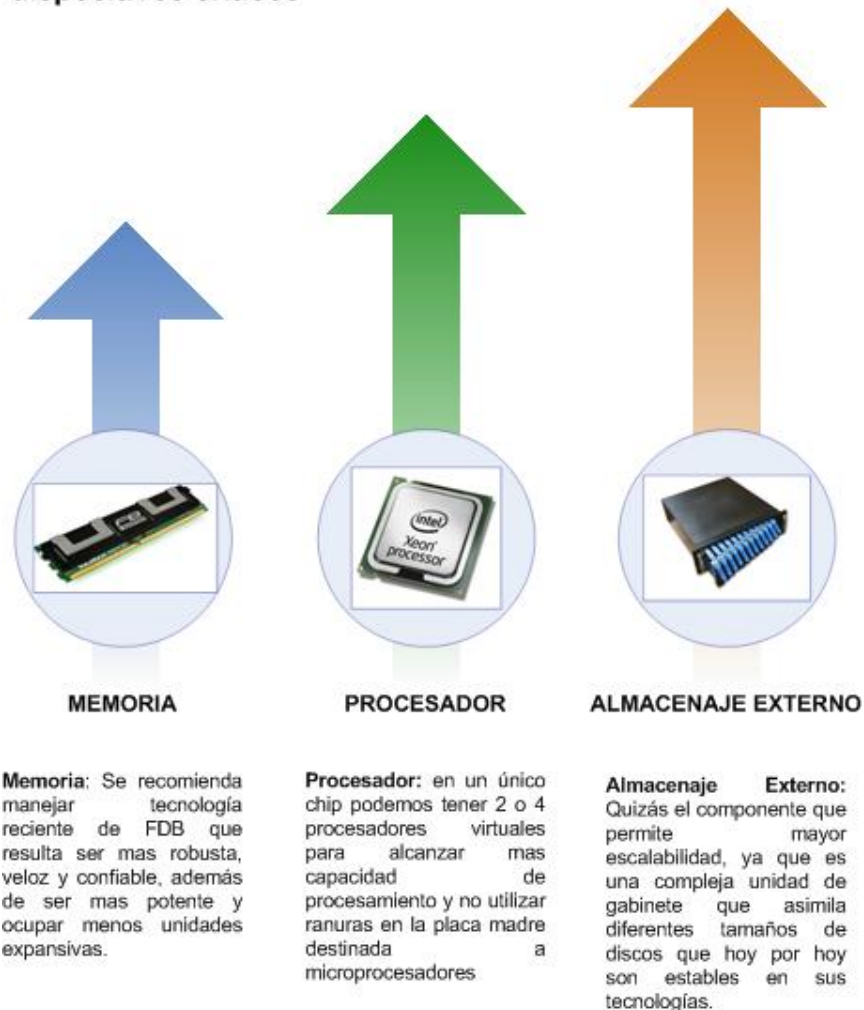 intel
Xeon
processor
MEMORIA
PROCESADOR
ALMACENAJE EXTERNO
Memoria: Se recomienda
manejar tecnología
reciente de FDB que
resulta ser mas robusta,
veloz y confiable, además
de ser mas potente y
ocupar menos unidades
expansivas.
Procesador: en un único
chip podemos tener 2 o 4
procesadores virtuales
para alcanzar mas
capacidad de
procesamiento y no utilizar
ranuras en la placa madre
destinada a
microprocesadores
Almacenaje Externo:
Quizás el componente que
permite mayor
escalabilidad, ya que es
una compleja unidad de
gabinete que asimila
diferentes tamaños de
discos que hoy por hoy
son estables en sus
tecnologías.